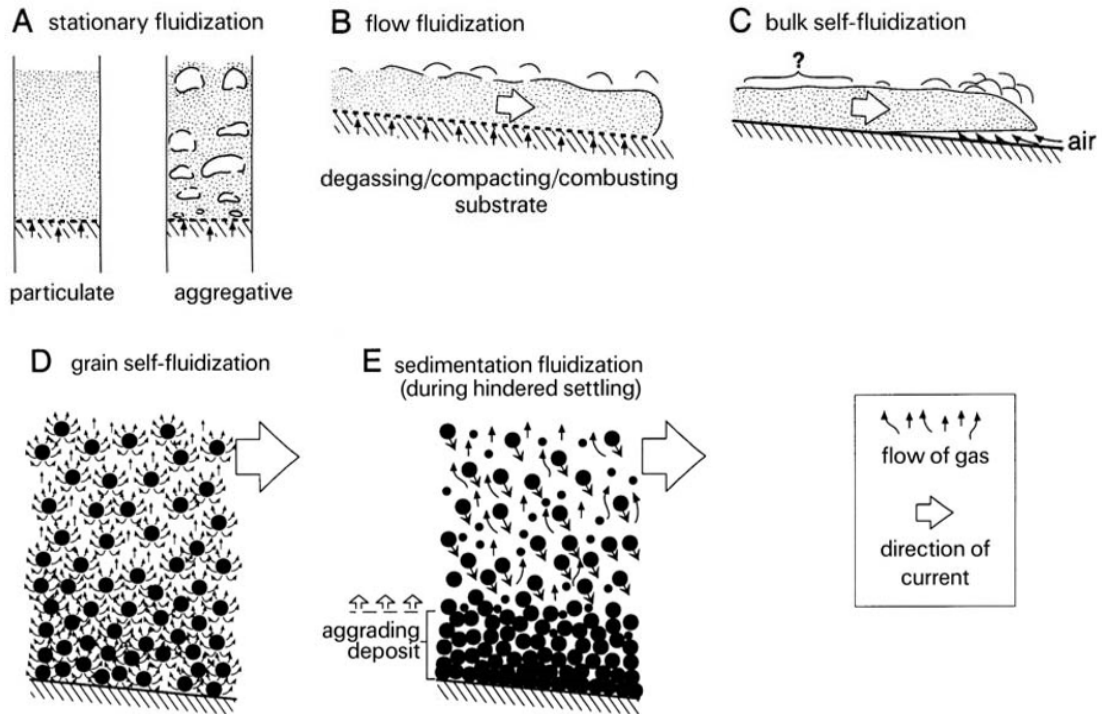 A stationary fluidization
particulate
aggregative
B flow fluidization
degassing/compacting/combusting
substrate
C bulk self-fluidization
?
air
D grain self-fluidization
E sedimentation fluidization
(during hindered settling)
aggrading
deposit
flow of gas
direction of
current